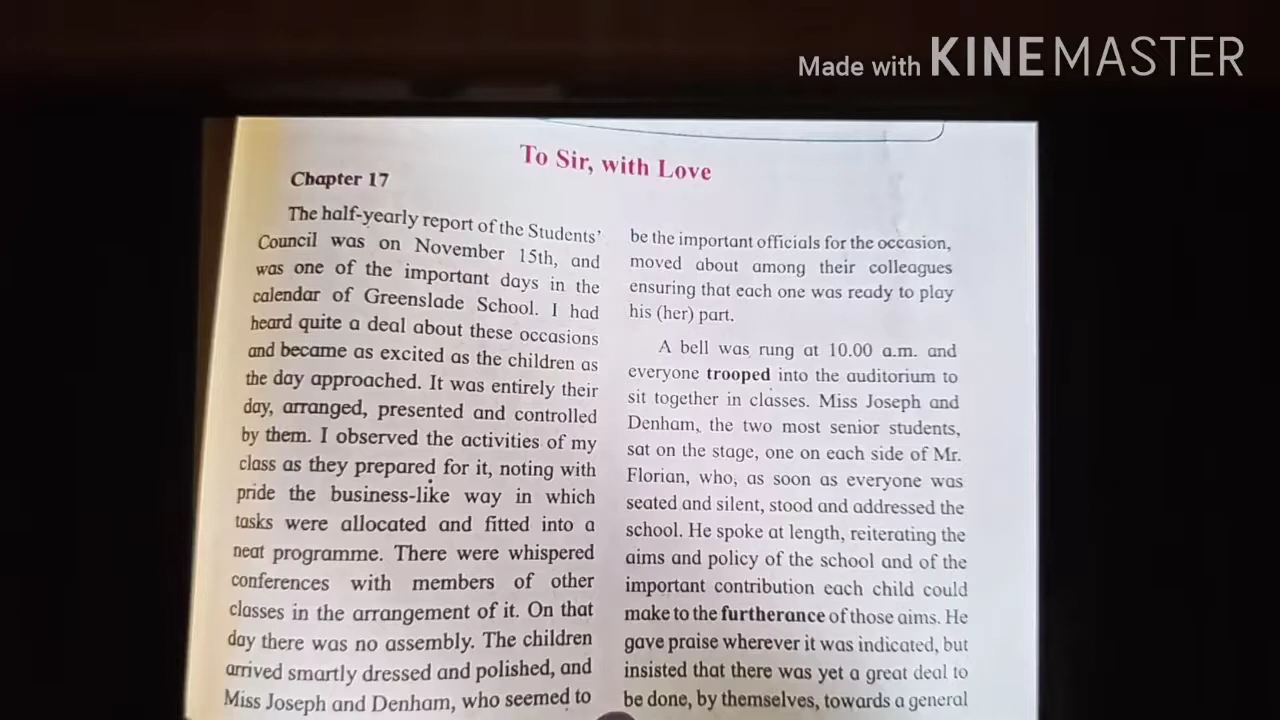 Made with KINEMASTER
To Sir, with Love
Chapter 17
The half-yearly report of the Students'
Council was on November 15th, and
was one of the important days in the
calendar of Greenslade School. I had
heard quite a deal about these occasions
and became as excited as the children as
the day approached. It was entirely their
day, arranged, presented and controlled
by them. I observed the activities of my
class as they prepared for it, noting with
pride the business-like way in which
tasks were allocated and fitted into a
neat programme. There were whispered
conferences with members of other
classes in the arrangement of it. On that
day there was no assembly. The children
arrived smartly dressed and polished, and
Miss Joseph and Denham, who seemed to
be the important officials for the occasion,
moved about among their colleagues
ensuring that each one was ready to play
his (her) part.
A bell was rung at 10.00 a.m. and
everyone trooped into the auditorium to
sit together in classes. Miss Joseph and
Denham, the two most senior students,
sat on the stage, one on each side of Mr.
Florian, who, as soon as everyone was
seated and silent, stood and addressed the
school. He spoke at length, reiterating the
aims and policy of the school and of the
important contribution each child could
make to the furtherance of those aims. He
gave praise wherever it was indicated, but
insisted that there was yet a great deal to
be done, by themselves, towards a general